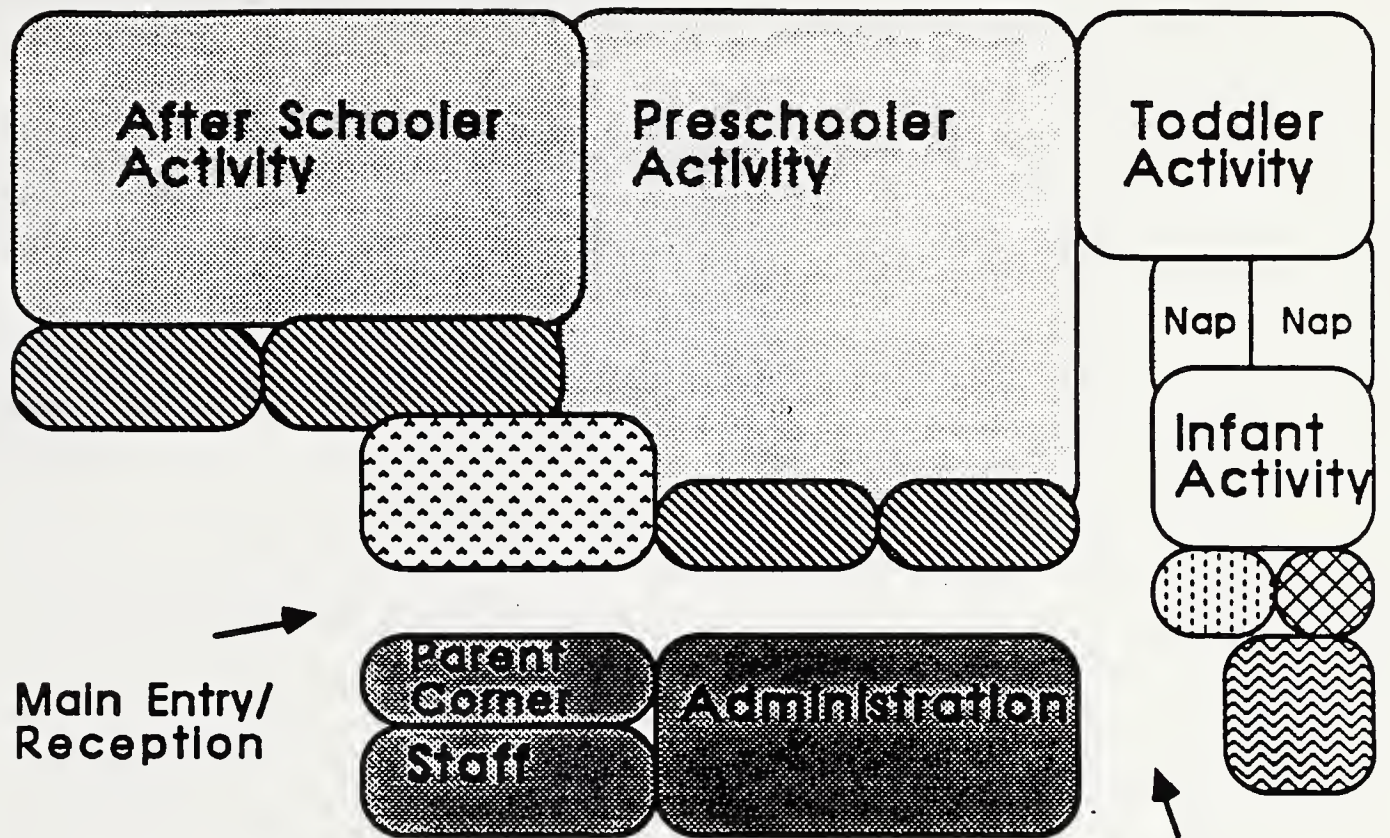 After Schooler
Activity
Preschooler
Activity
Toddler
Activity
Nap
Nap
Infant
Activity
Main Entry/
Reception
Parent
Corner
Staff
Administration